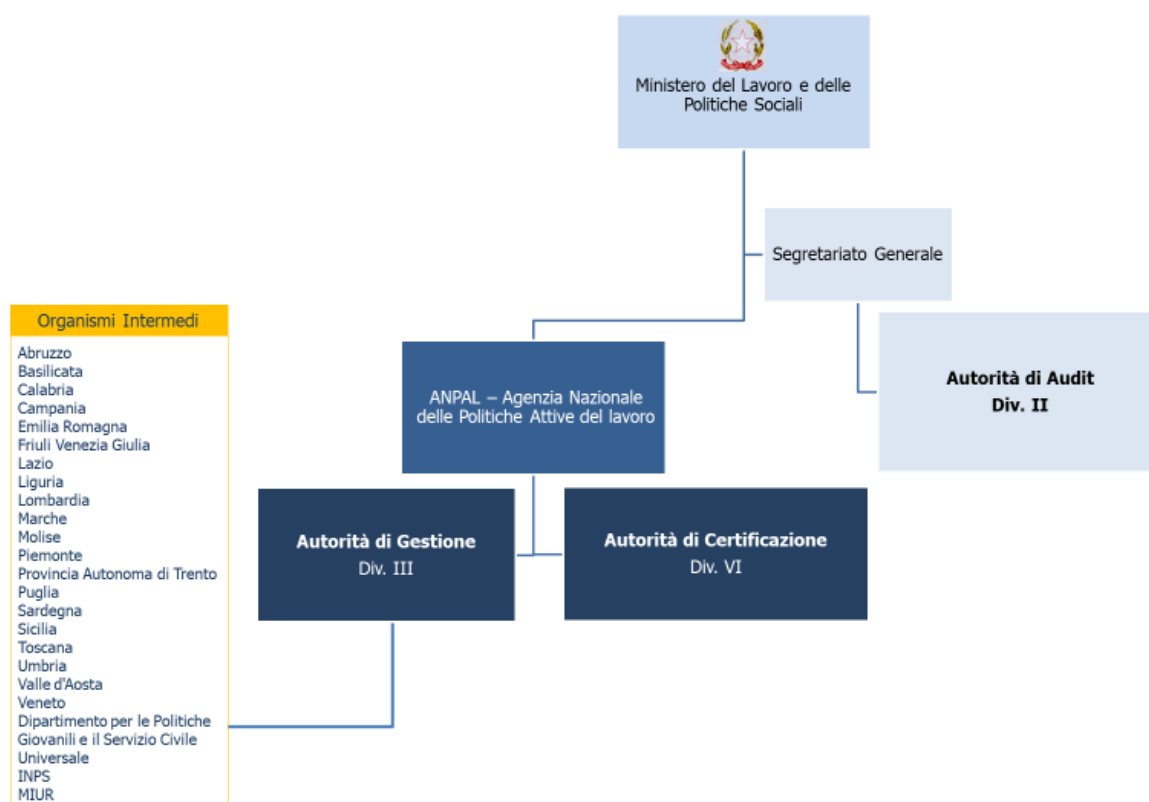 Ministero del Lavoro e delle
Politiche Sociali
Segretariato Generale
Autorità di Audit
Div. II
ANPAL – Agenzia Nazionale
delle Politiche Attive del lavoro
Autorità di Gestione
Div. III
Autorità di Certificazione
Div. VI
Organismi Intermedi
Abruzzo
Basilicata
Calabria
Campania
Emilia Romagna
Friuli Venezia Giulia
Lazio
Liguria
Lombardia
Marche
Molise
Piemonte
Provincia Autonoma di Trento
Puglia
Sardegna
Sicilia
Toscana
Umbria
Valle d'Aosta
Veneto
Dipartimento per le Politiche
Giovanili e il Servizio Civile
Universale
INPS
MIUR